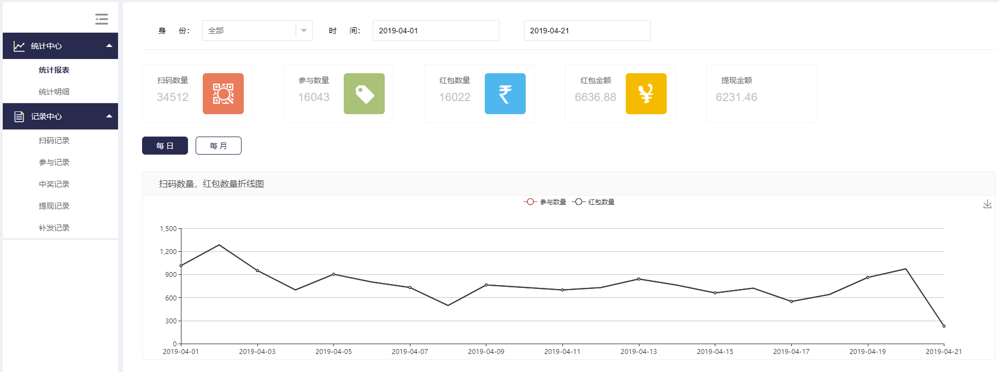 统计中心
统计报表
统计明细
记录中心
扫码记录
参与记录
中奖记录
提现记录
补发记录
身 份： 全部 时 间： 2019-04-01 2019-04-21
扫码数量 参与数量 红包数量 红包金额 提现金额
34512 16043 16022 6636.88 6231.46
每日 每月
扫码数量，红包数量折线图
参与数量 红包数量
1,500
1,200
900
600
300
0
2019-04-01 2019-04-03 2019-04-05 2019-04-07 2019-04-09 2019-04-11 2019-04-13 2019-04-15 2019-04-17 2019-04-19 2019-04-21